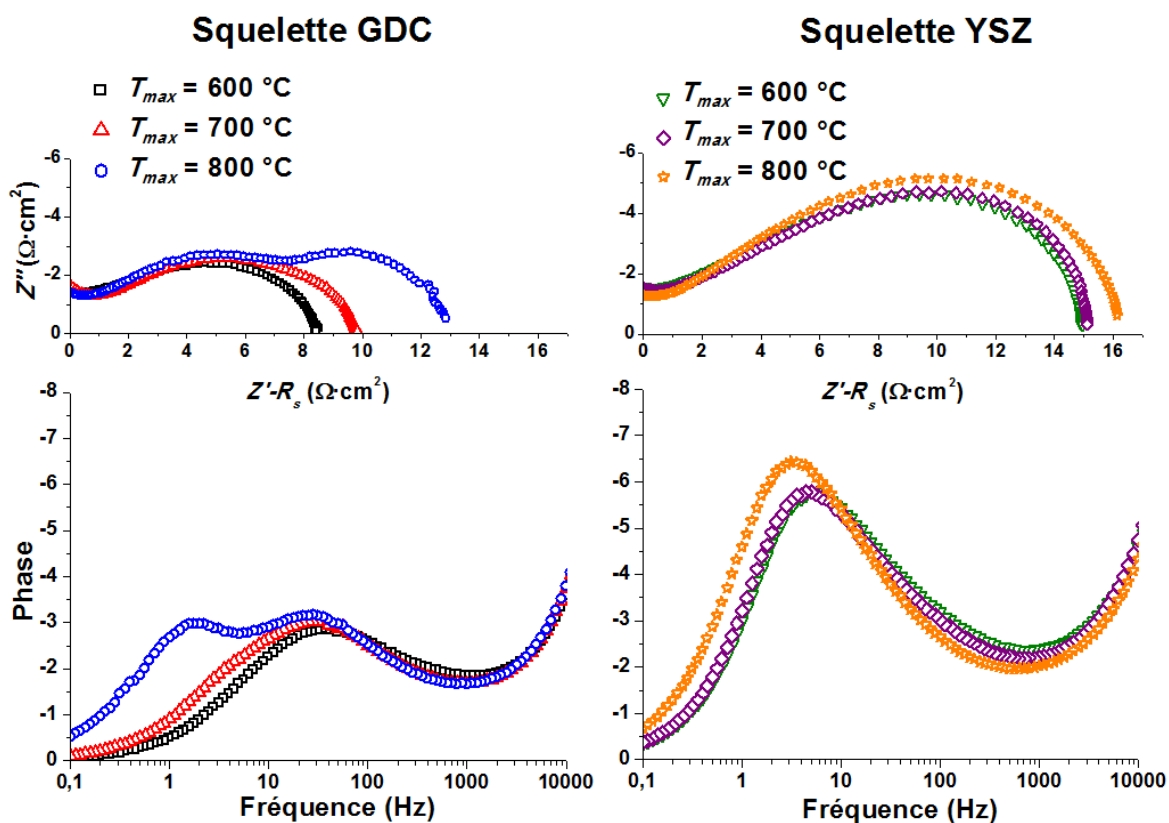 Squelette GDC
Squelette YSZ
Tmax = 600 °C
Tmax = 700 °C
Tmax = 800 °C
Tmax = 600 °C
Tmax = 700 °C
Tmax = 800 °C
Z''(Ω·cm²)
-6
-4
-2
0
0 2 4 6 8 10 12 14 16
Z'-Rs (Ω·cm²)
-6
-4
-2
0
0 2 4 6 8 10 12 14 16
Z'-Rs (Ω·cm²)
Phase
-8
-7
-6
-5
-4
-3
-2
-1
0
0,1 1 10 100 1000 10000
Fréquence (Hz)
-8
-7
-6
-5
-4
-3
-2
-1
0
0,1 1 10 100 1000 10000
Fréquence (Hz)